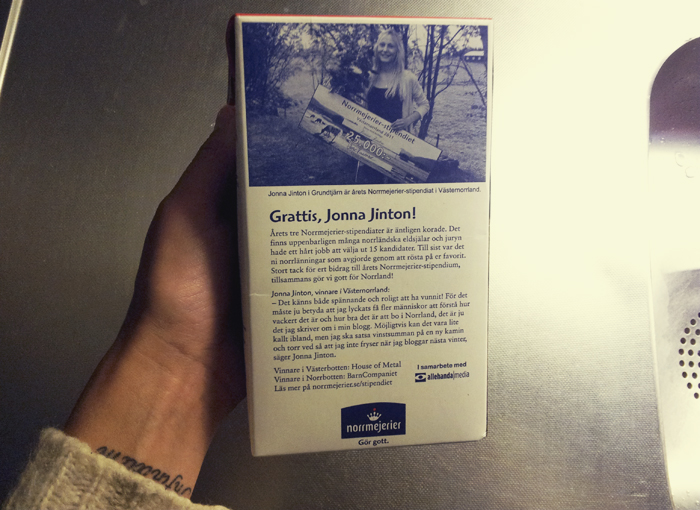 Norrmejerier-stipendiet
25.000:-
Jonna Jinton i Grundtjärn är årets Norrmejerier-stipendiat i Västernorrland.
Grattis, Jonna Jinton!
Årets tre Norrmejerier-stipendiater är äntligen korade. Det
finns uppenbarligen många norrländska eldsjälar och juryn
hade ett hårt jobb att välja ut 15 kandidater. Till sist var det
ni norrlänningar som avgjorde genom att rösta på er favorit.
Stort tack för ert bidrag till årets Norrmejerier-stipendium,
tillsammans gör vi gott för Norrland!
Jonna Jinton, vinnare i Västernorrland:
– Det känns både spännande och roligt att ha vunnit! För det
måste ju betyda att jag lyckats få fler människor att förstå hur
vackert det är och hur bra det är att bo i Norrland, det är ju
det jag skriver om i min blogg. Möjligtvis kan det vara lite
kallt ibland, men jag ska satsa vinstsumman på en ny kamin
och torr ved så att jag inte fryser när jag bloggar nästa vinter,
säger Jonna Jinton.
Vinnare i Västerbotten: House of Metal
Vinnare i Norrbotten: BarnCompaniet
Läs mer på norrmejerier.se/stipendiet
I samarbete med
allehanda|media
norrmejerier
Gör gott.